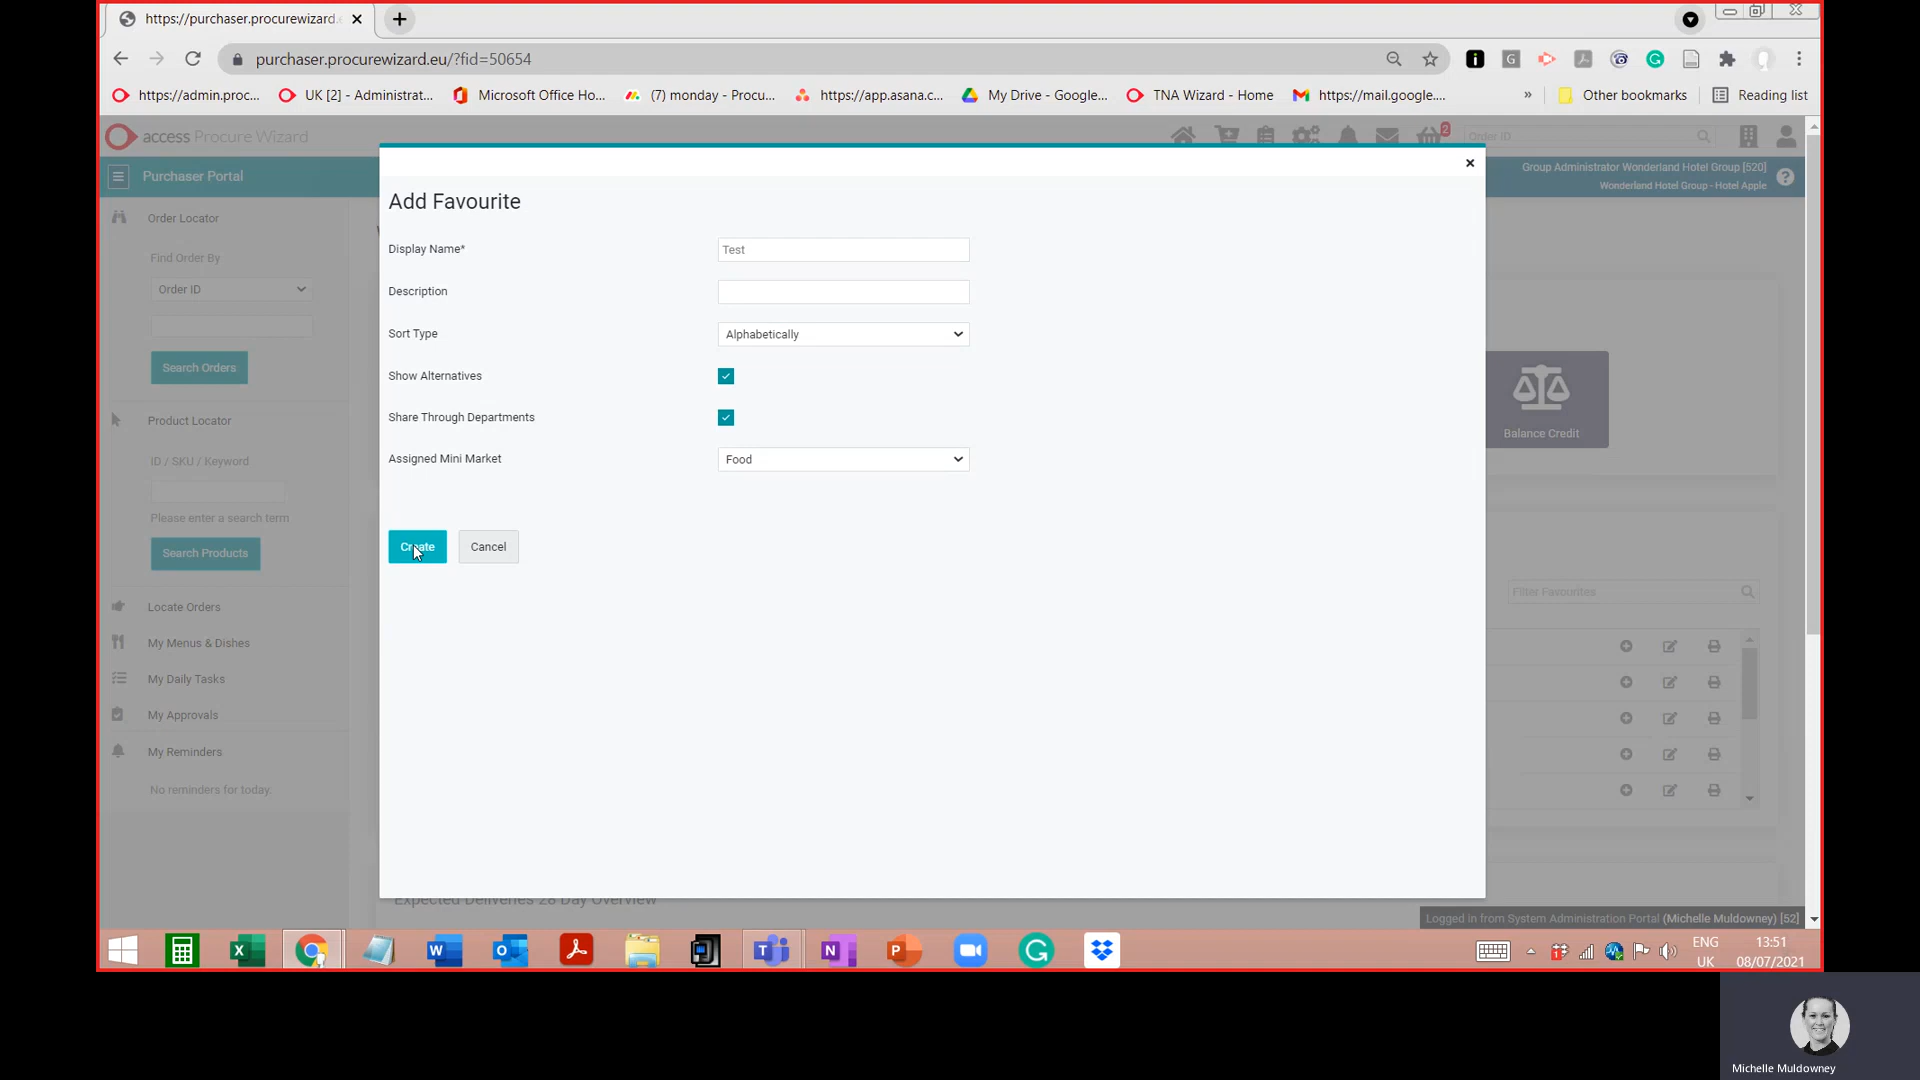 https://purchaser.procurewizard.
purchaser.procurewizard.eu/?fid=50654
https://admin.proc...
UK [2] - Administrat...
Microsoft Office Ho...
(7) monday - Procu...
https://app.asana.c...
My Drive - Google...
TNA Wizard - Home
https://mail.google....
»
Other bookmarks
Reading list
access Procure Wizard
2
Order ID
Purchaser Portal
Group Administrator Wonderland Hotel Group [520]
Wonderland Hotel Group - Hotel Apple
Order Locator
Find Order By
Order ID
Search Orders
Product Locator
ID / SKU / Keyword
Please enter a search term
Search Products
Locate Orders
My Menus & Dishes
My Daily Tasks
My Approvals
My Reminders
No reminders for today.
Add Favourite
Display Name*
Test
Description
Sort Type
Alphabetically
Show Alternatives
Share Through Departments
Assigned Mini Market
Food
Create
Cancel
Balance Credit
Filter Favourites
Expected Deliveries 28 Day Overview
Logged in from System Administration Portal (Michelle Muldowney) [52]
ENG
UK
13:51
08/07/2021
Michelle Muldowney